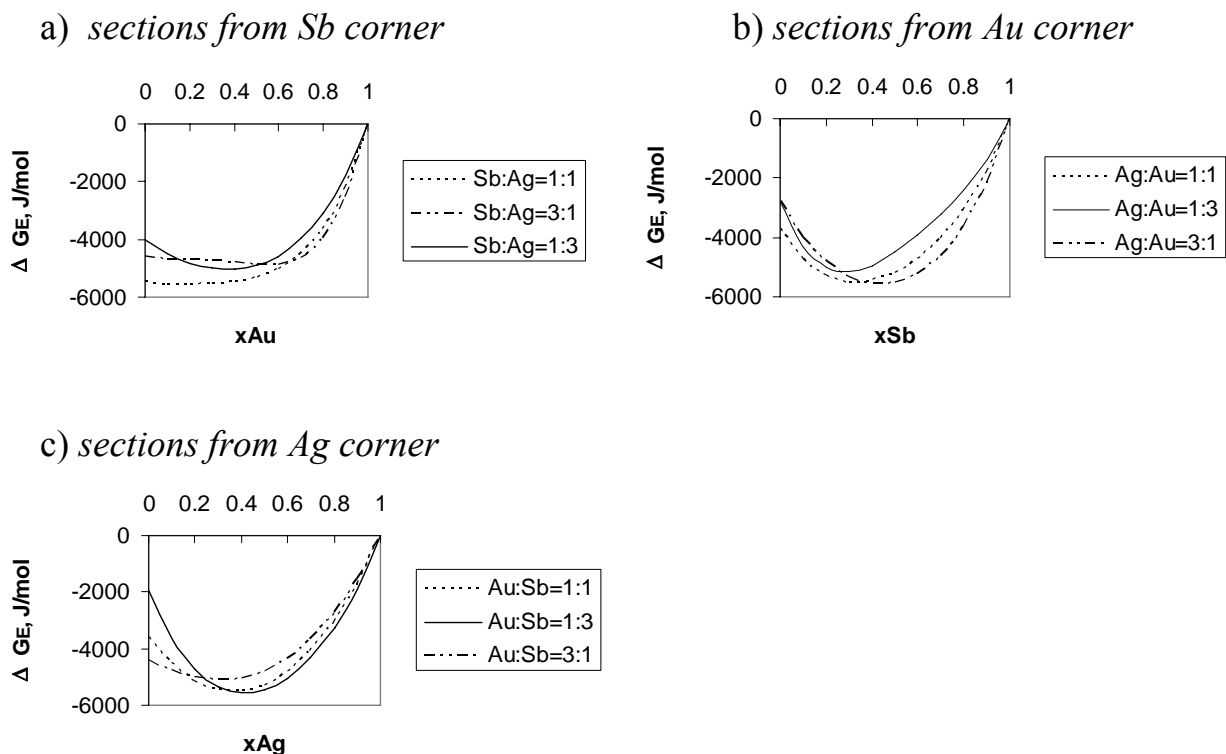 a) sections from Sb corner
0 0.2 0.4 0.6 0.8 1
0
-2000
-4000
-6000
Δ GE, J/mol
xAu
Sb:Ag=1:1
Sb:Ag=3:1
Sb:Ag=1:3
b) sections from Au corner
0 0.2 0.4 0.6 0.8 1
0
-2000
-4000
-6000
Δ GE, J/mol
xSb
Ag:Au=1:1
Ag:Au=1:3
Ag:Au=3:1
c) sections from Ag corner
0 0.2 0.4 0.6 0.8 1
0
-2000
-4000
-6000
Δ GE, J/mol
xAg
Au:Sb=1:1
Au:Sb=1:3
Au:Sb=3:1